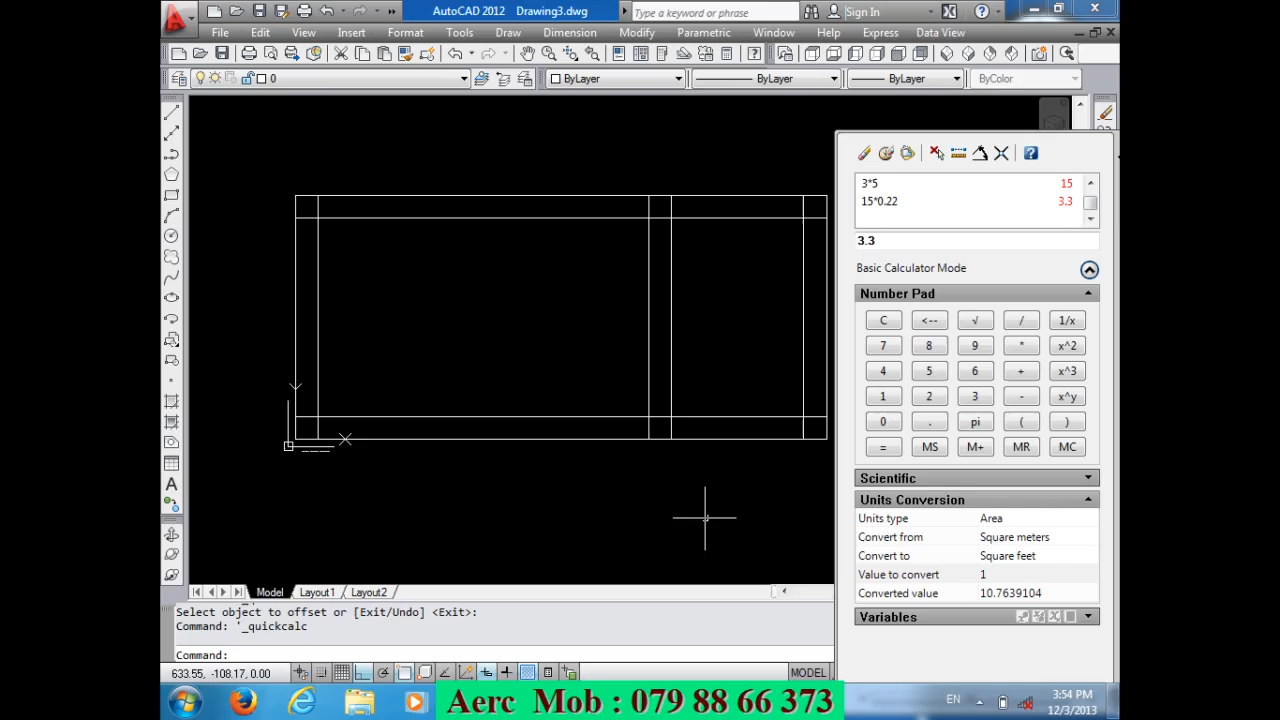 AutoCAD 2012 Drawing3.dwg
Type a keyword or phrase
Sign In
File Edit View Insert Format Tools Draw Dimension Modify Parametric Window Help Express Data View
0
ByLayer
ByLayer
ByLayer
ByColor
3*5 15
15*0.22 3.3
3.3
Basic Calculator Mode
Number Pad
C <-- √ / 1/x
7 8 9 * x^2
4 5 6 + x^3
1 2 3 - x^y
0 . pi ( )
= MS M+ MR MC
Scientific
Units Conversion
Units type Area
Convert from Square meters
Convert to Square feet
Value to convert 1
Converted value 10.7639104
Variables
Model Layout1 Layout2
Select object to offset or [Exit/Undo] <Exit>:
Command: '_quickcalc
Command:
633.55, -108.17, 0.00
MODEL
Aerc Mob : 079 88 66 373
EN
3:54 PM
12/3/2013